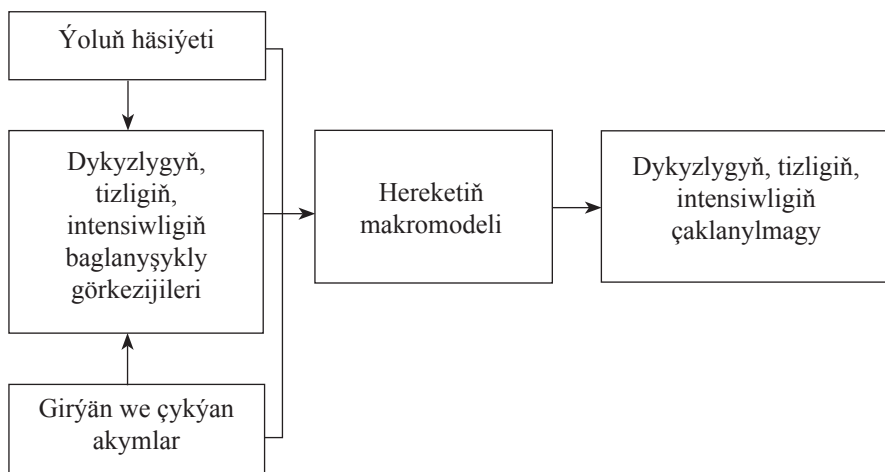 Ýoluň häsiýeti
Dykyzlygyň,
tizligiň,
intensiwligiň
baglanyşykly
görkezijileri
Girýän we çykýan
akymlar
Hereketiň
makromodeli
Dykyzlygyň, tizligiň,
intensiwligiň
çaklanylmagy